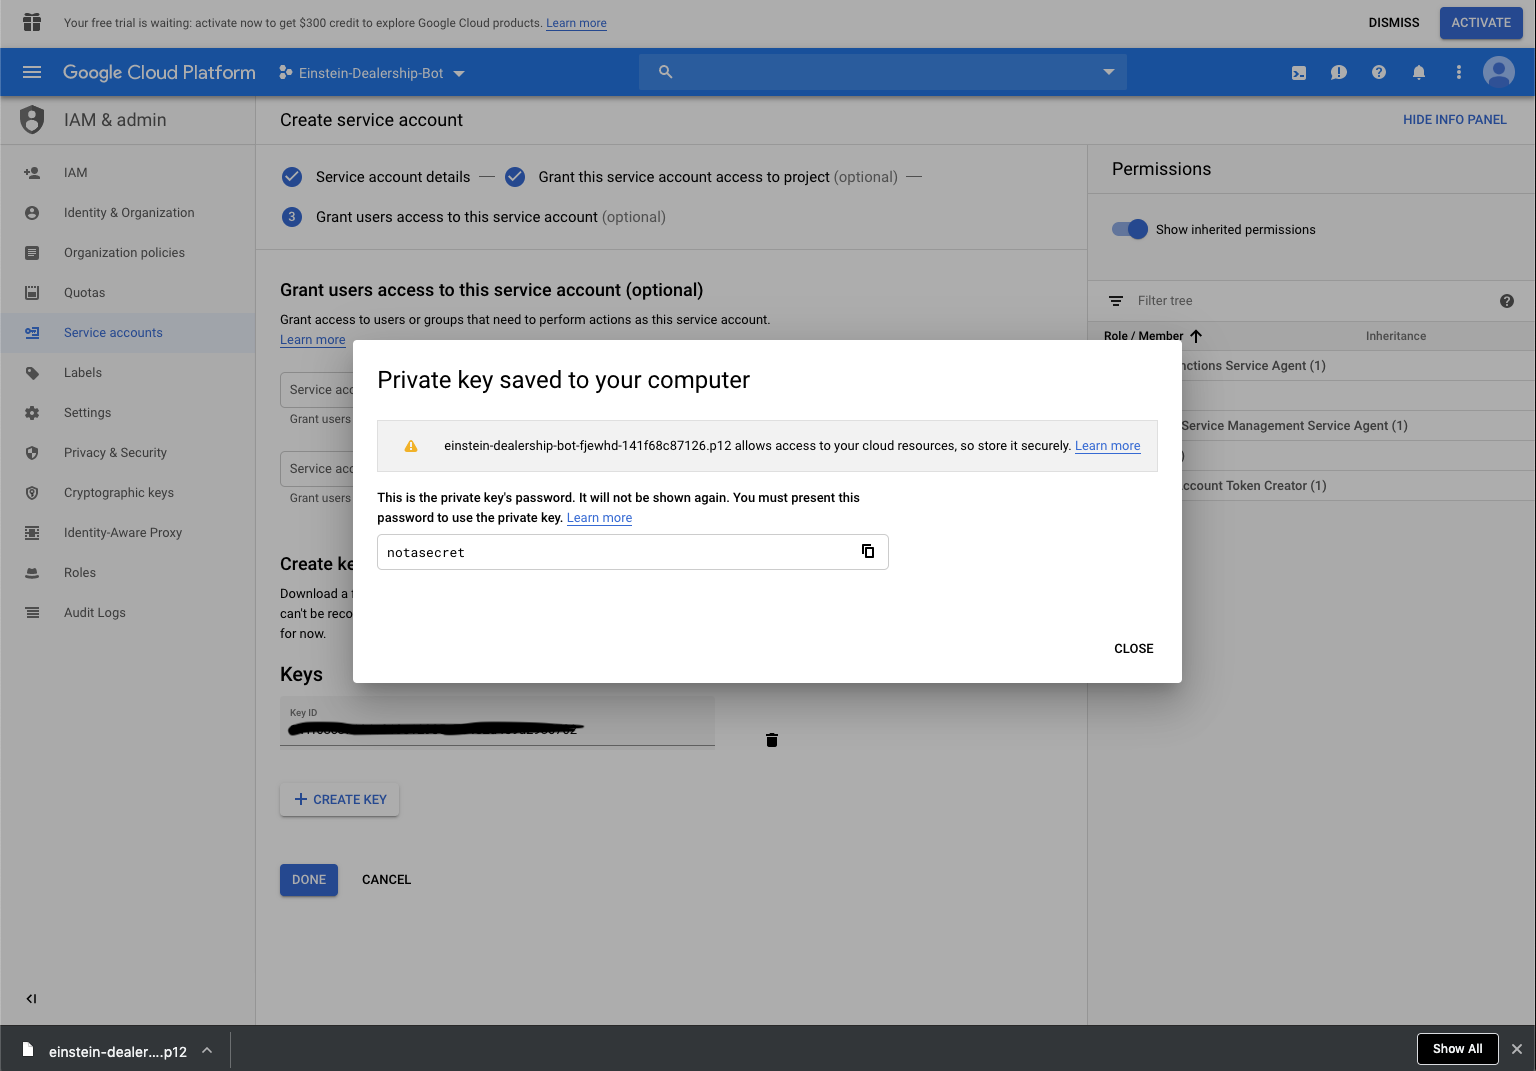 Your free trial is waiting: activate now to get $300 credit to explore Google Cloud products. Learn more
DISMISS
ACTIVATE
Google Cloud Platform
Einstein-Dealership-Bot
IAM & admin
Create service account
HIDE INFO PANEL
IAM
Identity & Organization
Organization policies
Quotas
Service accounts
Labels
Settings
Privacy & Security
Cryptographic keys
Identity-Aware Proxy
Roles
Audit Logs
Service account details
Grant this service account access to project (optional)
3 Grant users access to this service account (optional)
Grant users access to this service account (optional)
Grant access to users or groups that need to perform actions as this service account.
Learn more
Service acc
Grant users
Service acc
Grant users
Create ke
Download a
can't be reco
for now.
Keys
Key ID
CREATE KEY
DONE
CANCEL
Private key saved to your computer
einstein-dealership-bot-fjewhd-141f68c87126.p12 allows access to your cloud resources, so store it securely. Learn more
This is the private key's password. It will not be shown again. You must present this
password to use the private key. Learn more
notasecret
CLOSE
Permissions
Show inherited permissions
Filter tree
Role / Member
Inheritance
nctions Service Agent (1)
Service Management Service Agent (1)
)
ccount Token Creator (1)
einstein-dealer....p12
Show All